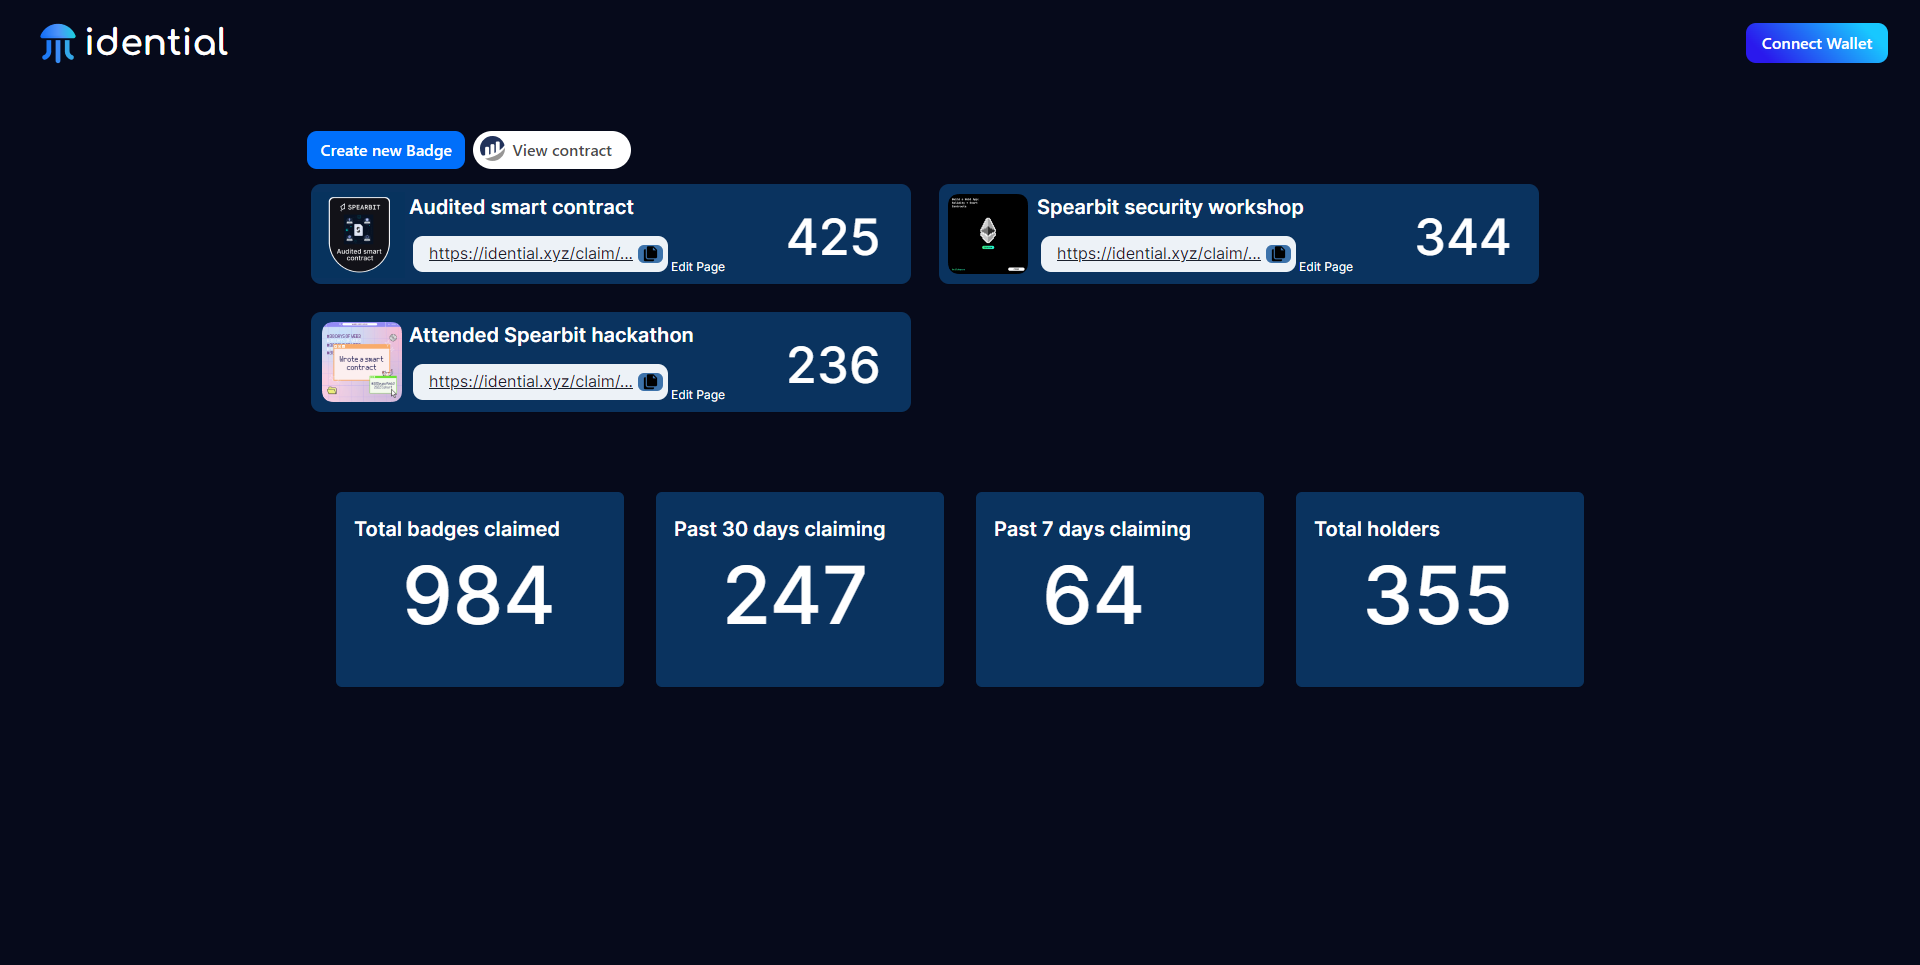 idential
Connect Wallet
Create new Badge
View contract
SPEARBIT
Audited smart
contract
Audited smart contract
https://idential.xyz/claim/...
Edit Page
425
Spearbit security workshop
https://idential.xyz/claim/...
Edit Page
344
Wrote a smart
contract
Attended Spearbit hackathon
https://idential.xyz/claim/...
Edit Page
236
Total badges claimed
984
Past 30 days claiming
247
Past 7 days claiming
64
Total holders
355